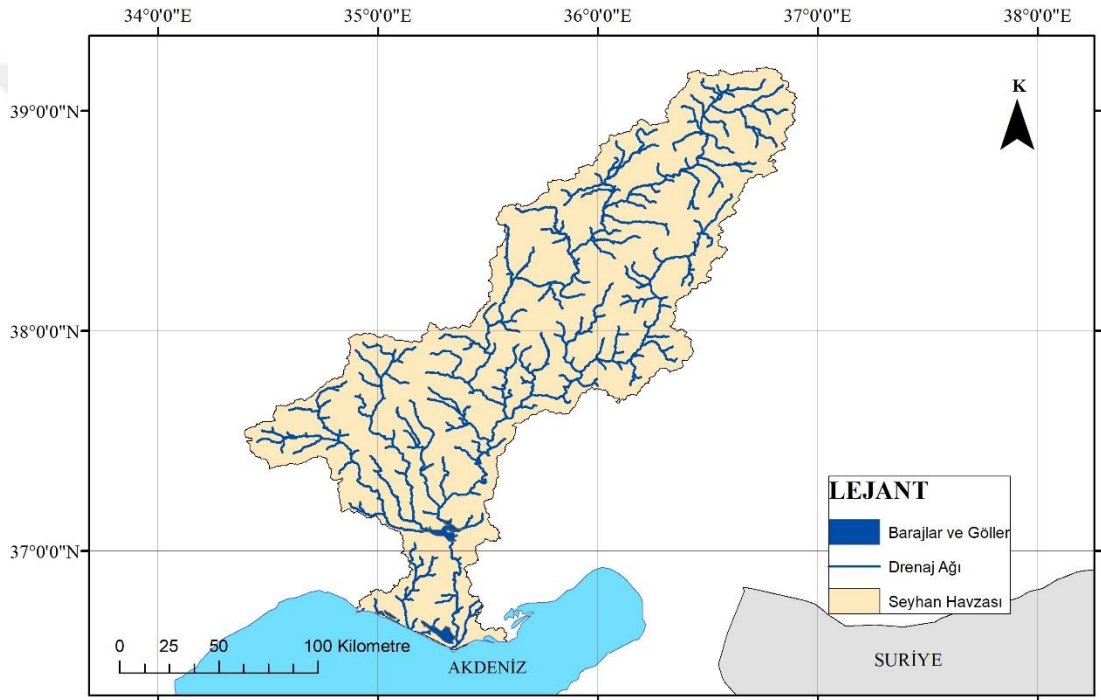 34°0'0"E 35°0'0"E 36°0'0"E 37°0'0"E 38°0'0"E
39°0'0"N
K
38°0'0"N
37°0'0"N
LEJANT
Barajlar ve Göller
Drenaj Ağı
Seyhan Havzası
0 25 50 100 Kilometre
AKDENİZ
SURİYE